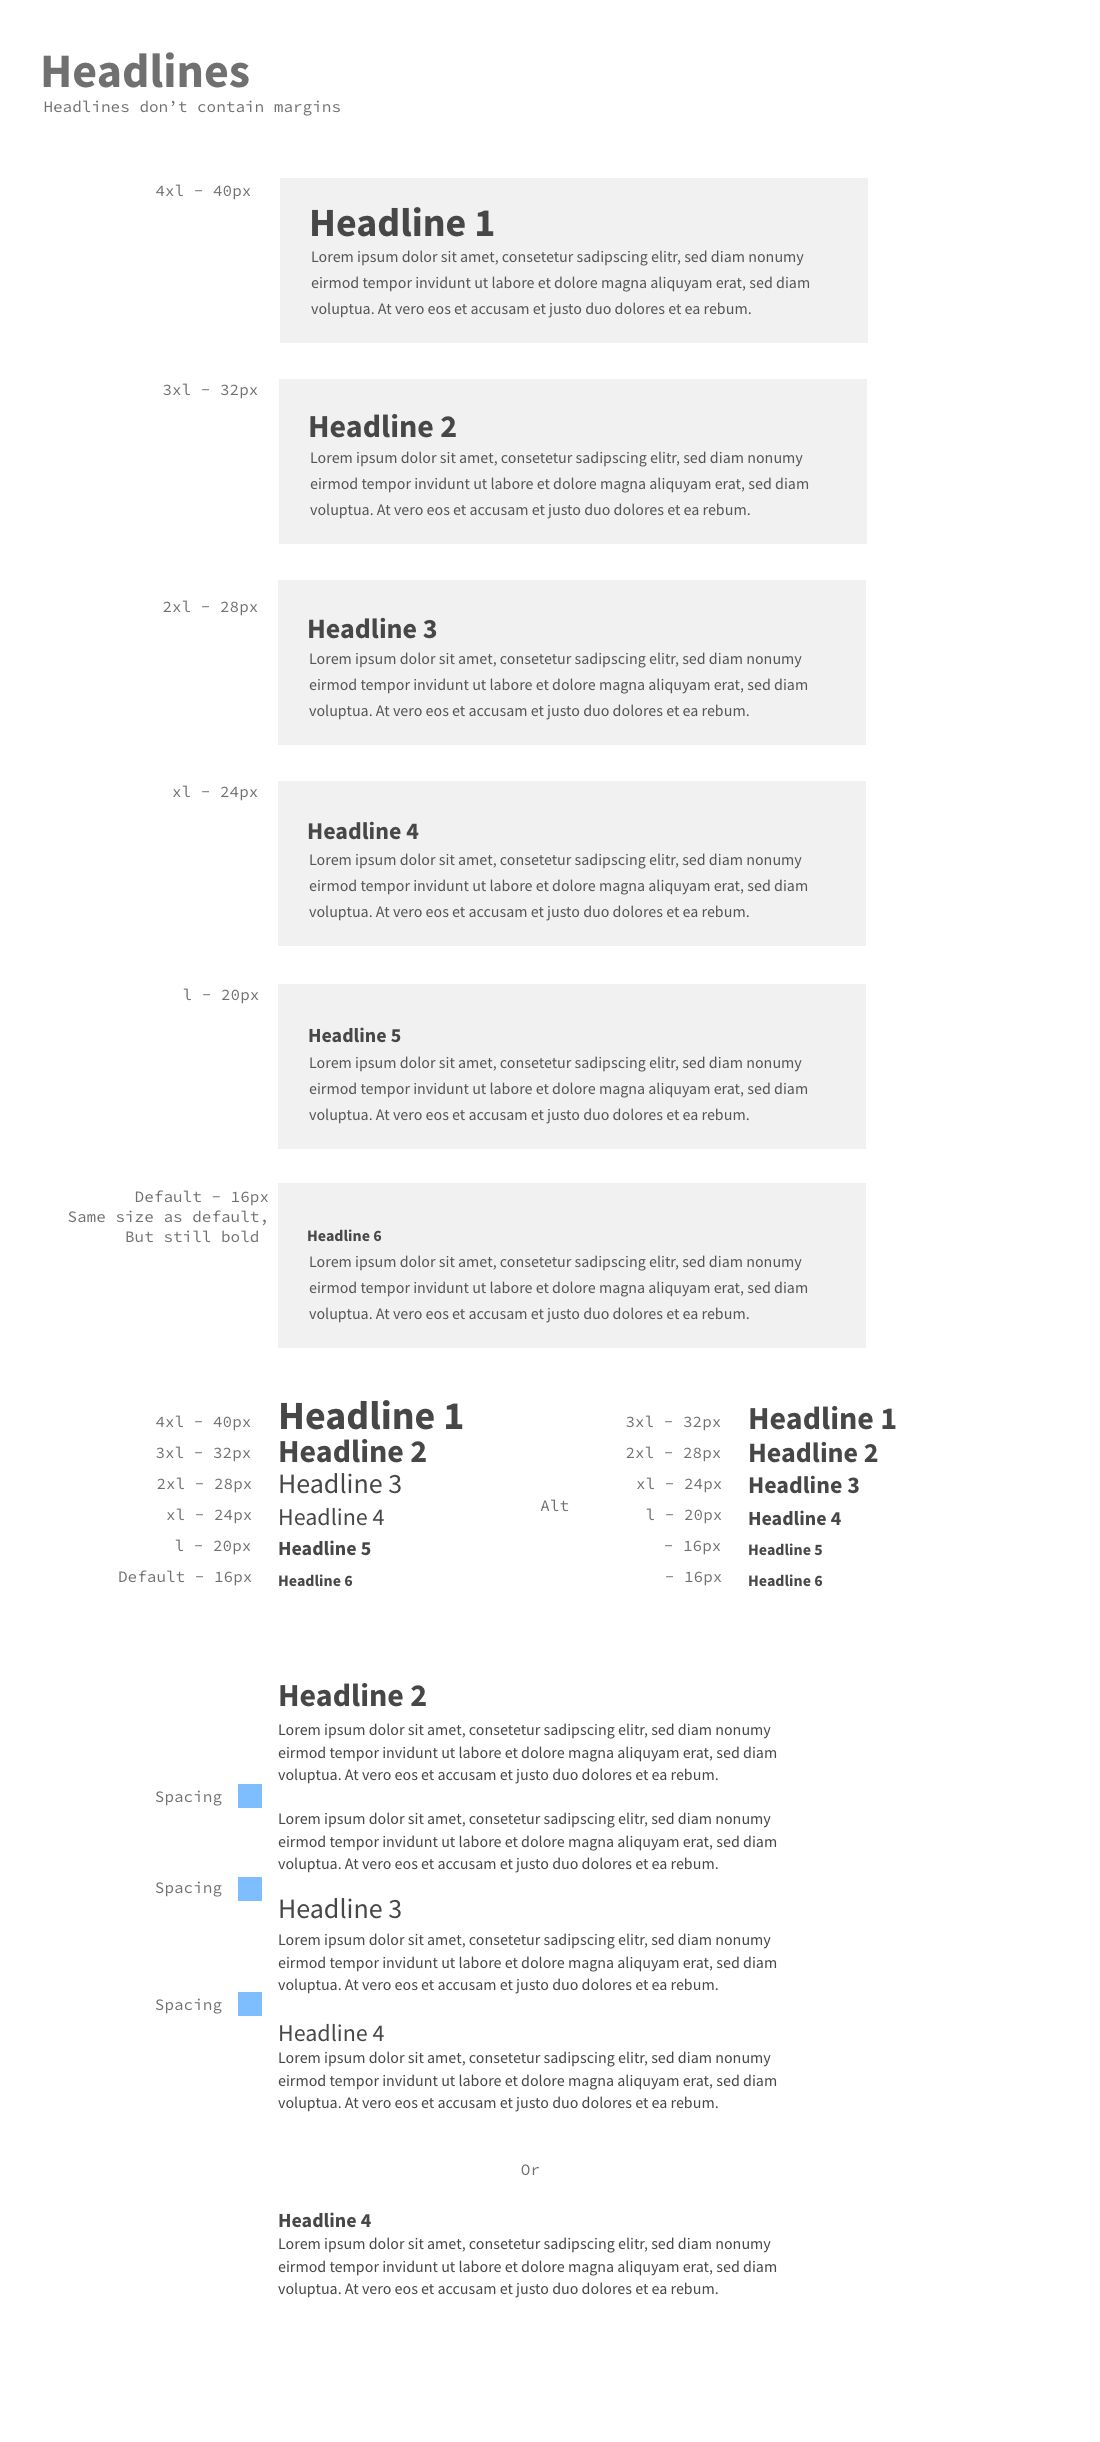 Headlines
Headlines don’t contain margins
4xl - 40px
Headline 1
Lorem ipsum dolor sit amet, consetetur sadipscing elitr, sed diam nonumy
eirmod tempor invidunt ut labore et dolore magna aliquyam erat, sed diam
voluptua. At vero eos et accusam et justo duo dolores et ea rebum.
3xl - 32px
Headline 2
Lorem ipsum dolor sit amet, consetetur sadipscing elitr, sed diam nonumy
eirmod tempor invidunt ut labore et dolore magna aliquyam erat, sed diam
voluptua. At vero eos et accusam et justo duo dolores et ea rebum.
2xl - 28px
Headline 3
Lorem ipsum dolor sit amet, consetetur sadipscing elitr, sed diam nonumy
eirmod tempor invidunt ut labore et dolore magna aliquyam erat, sed diam
voluptua. At vero eos et accusam et justo duo dolores et ea rebum.
xl - 24px
Headline 4
Lorem ipsum dolor sit amet, consetetur sadipscing elitr, sed diam nonumy
eirmod tempor invidunt ut labore et dolore magna aliquyam erat, sed diam
voluptua. At vero eos et accusam et justo duo dolores et ea rebum.
l - 20px
Headline 5
Lorem ipsum dolor sit amet, consetetur sadipscing elitr, sed diam nonumy
eirmod tempor invidunt ut labore et dolore magna aliquyam erat, sed diam
voluptua. At vero eos et accusam et justo duo dolores et ea rebum.
Default - 16px
Same size as default,
But still bold
Headline 6
Lorem ipsum dolor sit amet, consetetur sadipscing elitr, sed diam nonumy
eirmod tempor invidunt ut labore et dolore magna aliquyam erat, sed diam
voluptua. At vero eos et accusam et justo duo dolores et ea rebum.
4xl - 40px Headline 1
3xl - 32px Headline 2
2xl - 28px Headline 3
xl - 24px Headline 4
l - 20px Headline 5
Default - 16px Headline 6
Alt
3xl - 32px Headline 1
2xl - 28px Headline 2
xl - 24px Headline 3
l - 20px Headline 4
- 16px Headline 5
- 16px Headline 6
Headline 2
Lorem ipsum dolor sit amet, consetetur sadipscing elitr, sed diam nonumy
eirmod tempor invidunt ut labore et dolore magna aliquyam erat, sed diam
voluptua. At vero eos et accusam et justo duo dolores et ea rebum.
Spacing
Lorem ipsum dolor sit amet, consetetur sadipscing elitr, sed diam nonumy
eirmod tempor invidunt ut labore et dolore magna aliquyam erat, sed diam
voluptua. At vero eos et accusam et justo duo dolores et ea rebum.
Spacing
Headline 3
Lorem ipsum dolor sit amet, consetetur sadipscing elitr, sed diam nonumy
eirmod tempor invidunt ut labore et dolore magna aliquyam erat, sed diam
voluptua. At vero eos et accusam et justo duo dolores et ea rebum.
Spacing
Headline 4
Lorem ipsum dolor sit amet, consetetur sadipscing elitr, sed diam nonumy
eirmod tempor invidunt ut labore et dolore magna aliquyam erat, sed diam
voluptua. At vero eos et accusam et justo duo dolores et ea rebum.
Or
Headline 4
Lorem ipsum dolor sit amet, consetetur sadipscing elitr, sed diam nonumy
eirmod tempor invidunt ut labore et dolore magna aliquyam erat, sed diam
voluptua. At vero eos et accusam et justo duo dolores et ea rebum.